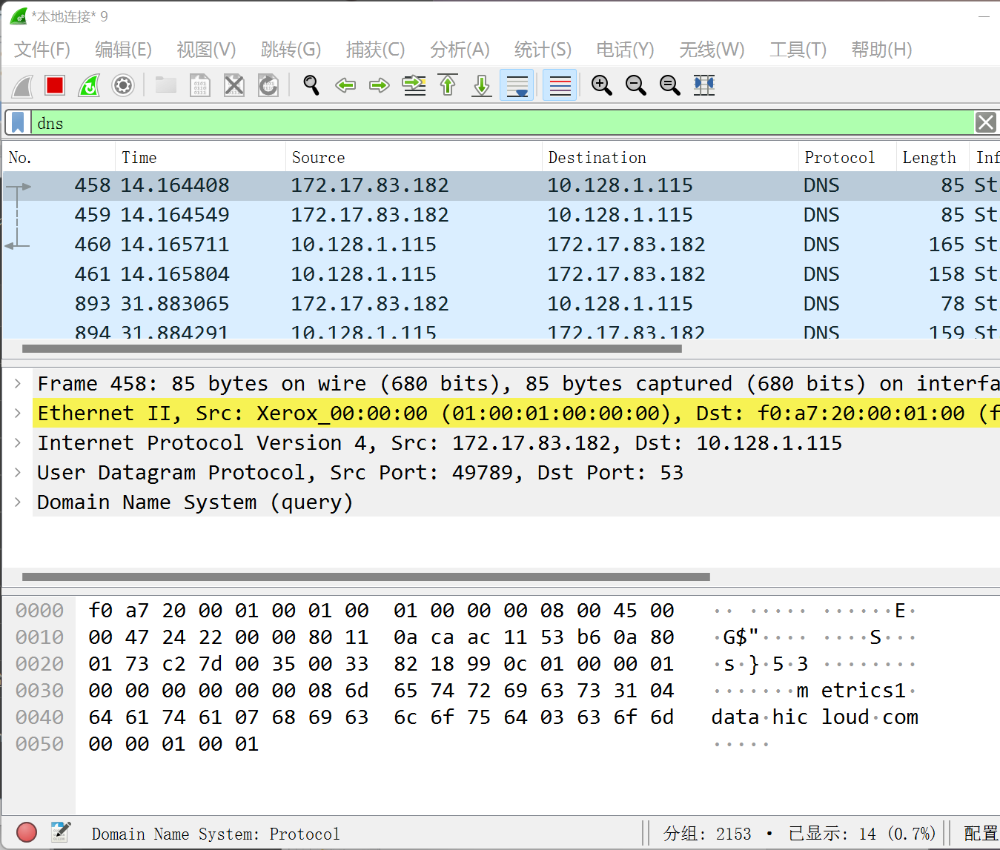 *本地连接* 9
文件(F) 编辑(E) 视图(V) 跳转(G) 捕获(C) 分析(A) 统计(S) 电话(Y) 无线(W) 工具(T) 帮助(H)
dns
No. Time Source Destination Protocol Length Inf
458 14.164408 172.17.83.182 10.128.1.115 DNS 85 St
459 14.164549 172.17.83.182 10.128.1.115 DNS 85 St
460 14.165711 10.128.1.115 172.17.83.182 DNS 165 St
461 14.165804 10.128.1.115 172.17.83.182 DNS 158 St
893 31.883065 172.17.83.182 10.128.1.115 DNS 78 St
894 31.884291 10.128.1.115 172.17.83.182 DNS 159 St
Frame 458: 85 bytes on wire (680 bits), 85 bytes captured (680 bits) on interfa
Ethernet II, Src: Xerox_00:00:00 (01:00:01:00:00:00), Dst: f0:a7:20:00:01:00 (f
Internet Protocol Version 4, Src: 172.17.83.182, Dst: 10.128.1.115
User Datagram Protocol, Src Port: 49789, Dst Port: 53
Domain Name System (query)
0000 f0 a7 20 00 01 00 01 00 01 00 00 00 08 00 45 00 ·· ····· ······E·
0010 00 47 24 22 00 00 80 11 0a ca ac 11 53 b6 0a 80 ·G$"···· ····S···
0020 01 73 c2 7d 00 35 00 33 82 18 99 0c 01 00 00 01 ·s·}·5·3 ········
0030 00 00 00 00 00 00 08 6d 65 74 72 69 63 73 31 04 ·······m etrics1·
0040 64 61 74 61 07 68 69 63 6c 6f 75 64 03 63 6f 6d data·hic loud·com
0050 00 00 01 00 01 ·····
Domain Name System: Protocol 分组: 2153 · 已显示: 14 (0.7%) 配置